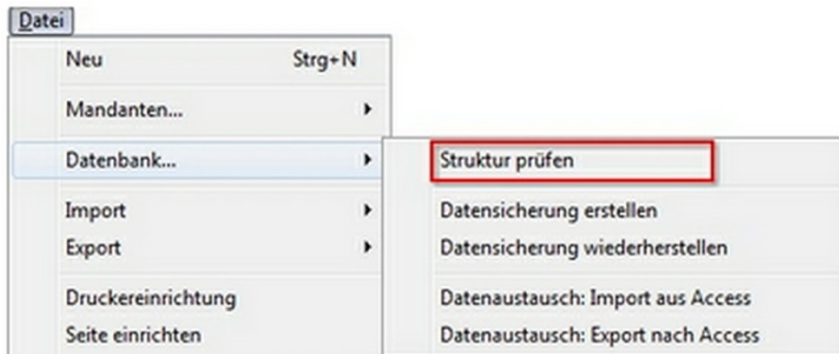 Datei
Neu Strg+N
Mandanten...
Datenbank...
Import
Export
Druckereinrichtung
Seite einrichten
Struktur prüfen
Datensicherung erstellen
Datensicherung wiederherstellen
Datenaustausch: Import aus Access
Datenaustausch: Export nach Access